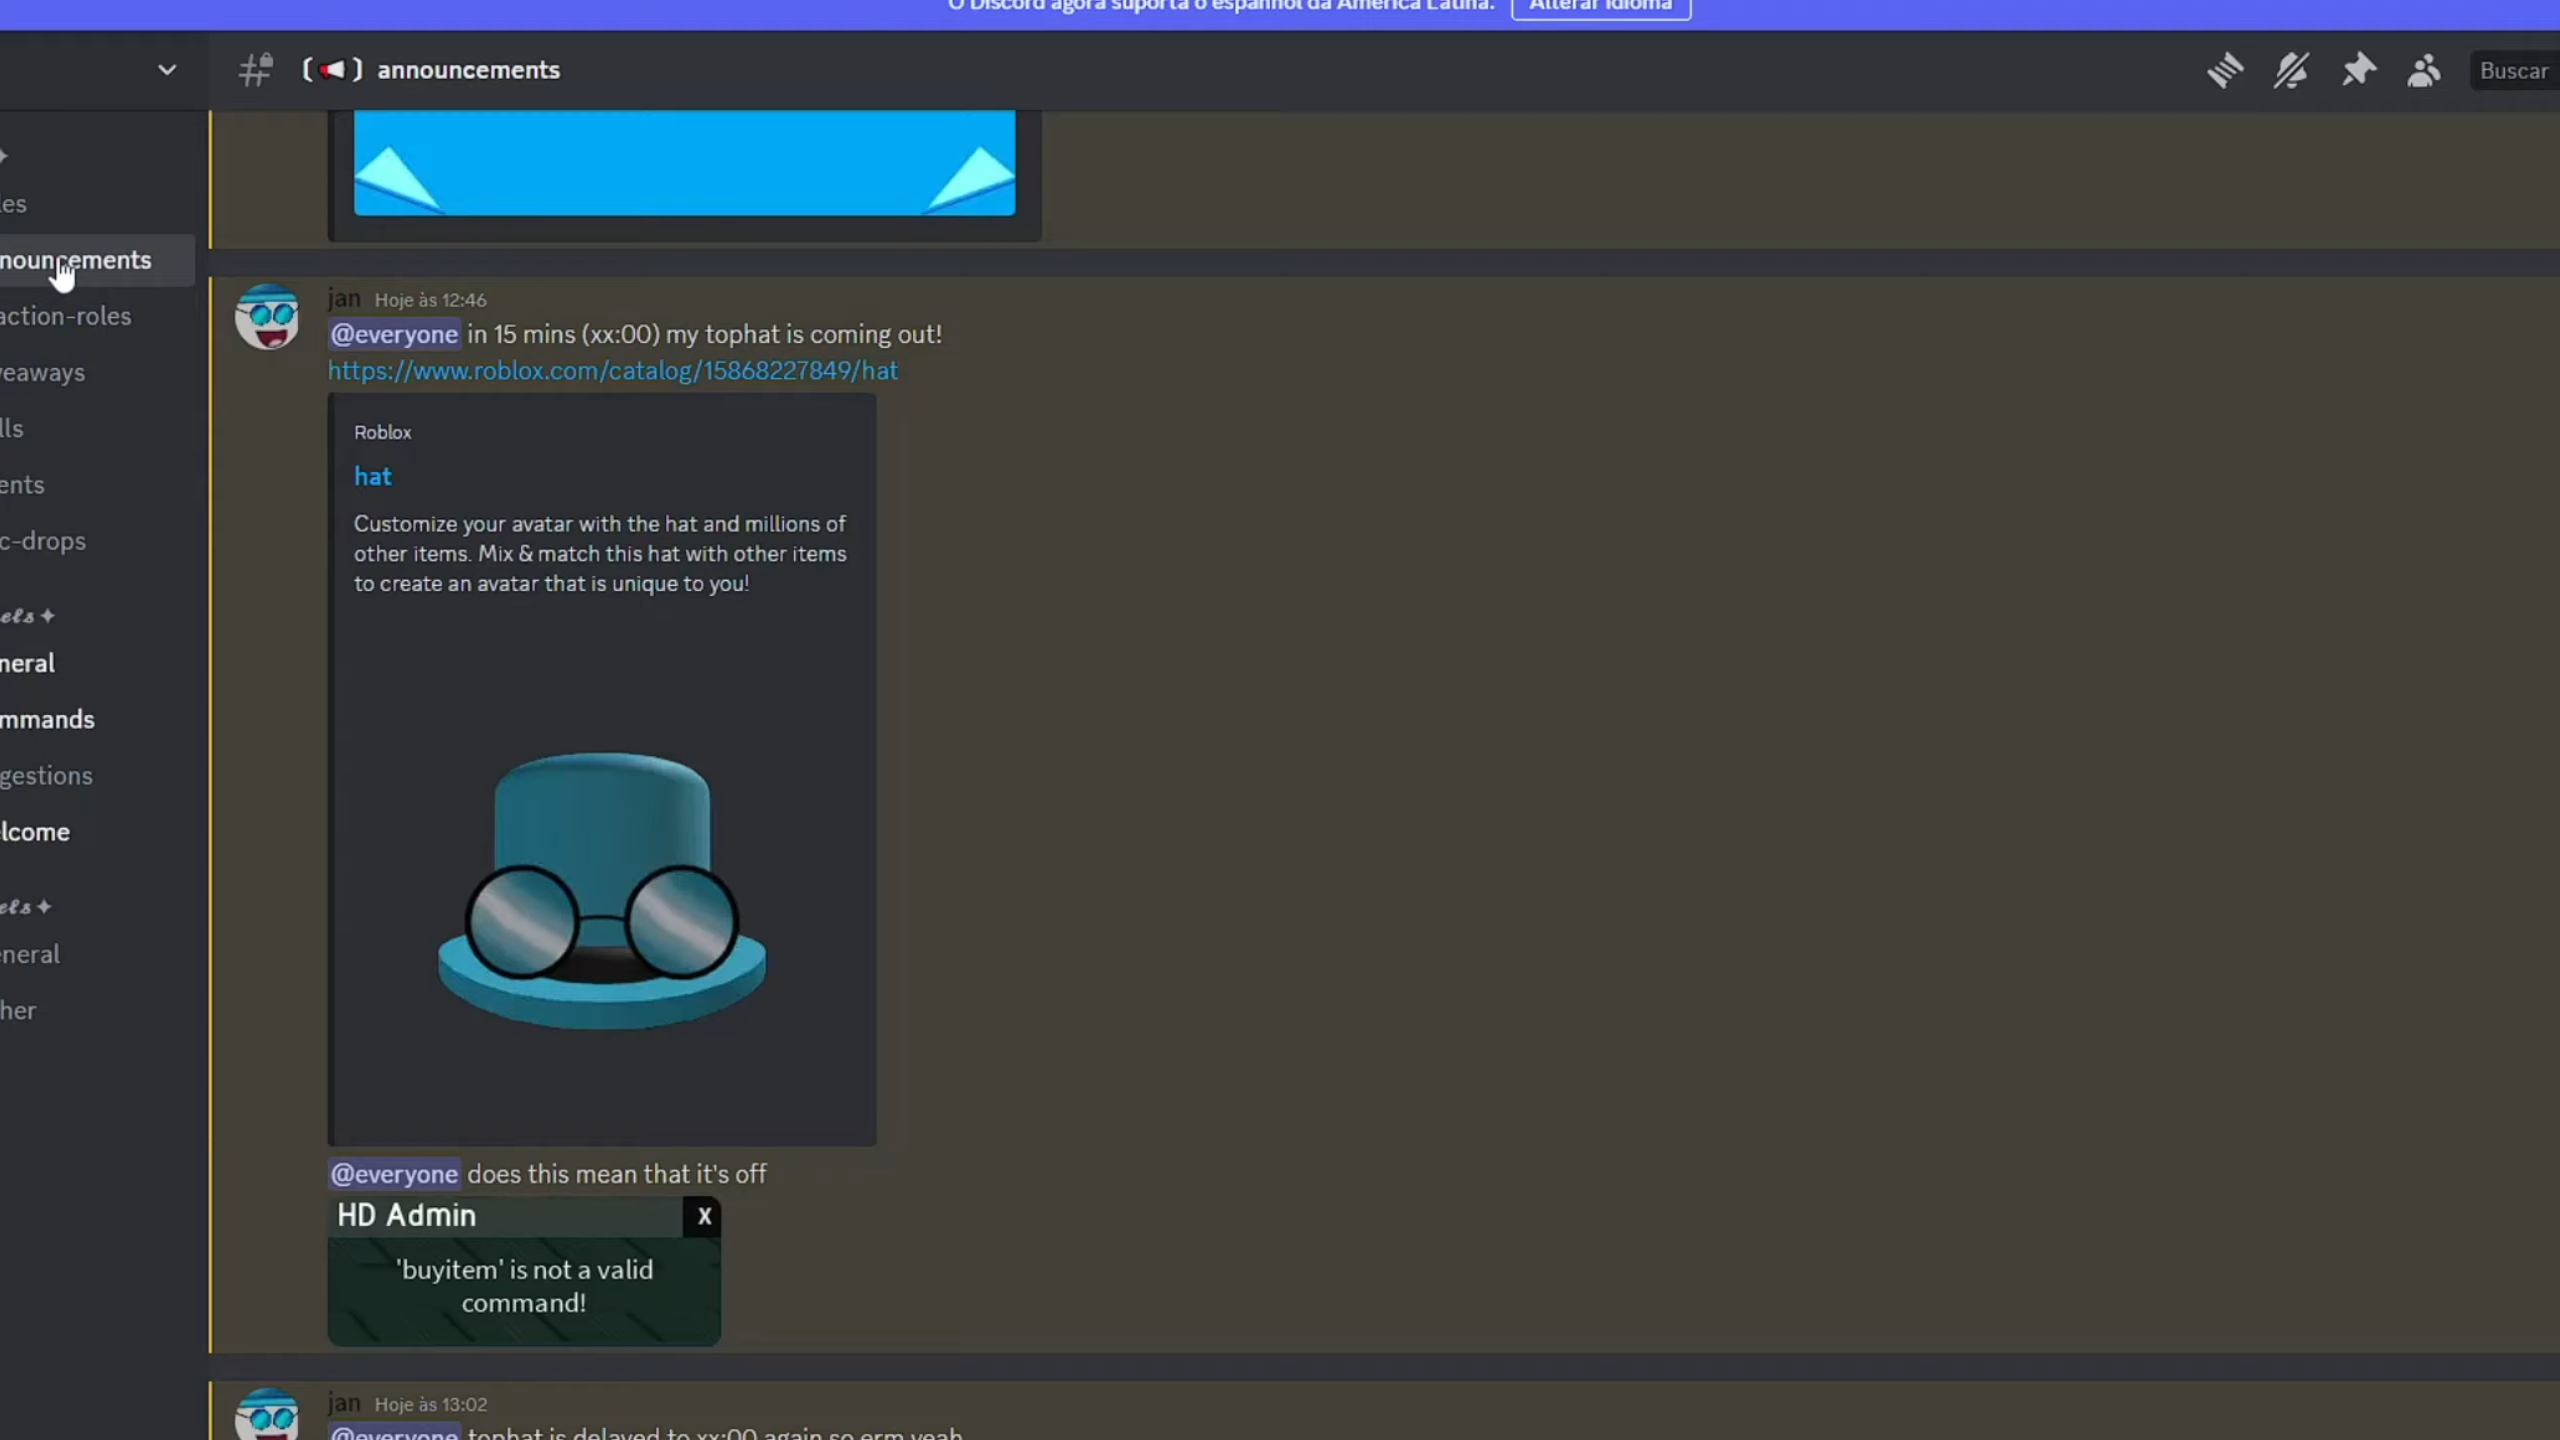 O Discord agora suporta o espanhol da América Latina. Alterar idioma
announcements
Buscar
les
nouncements
action-roles
veaways
lls
ents
c-drops
els
neral
mmands
gestions
lcome
els
eneral
her
jan Hoje às 12:46
@everyone in 15 mins (xx:00) my tophat is coming out!
https://www.roblox.com/catalog/15868227849/hat
Roblox
hat
Customize your avatar with the hat and millions of
other items. Mix & match this hat with other items
to create an avatar that is unique to you!
@everyone does this mean that it's off
HD Admin X
'buyitem' is not a valid
command!
jan Hoje às 13:02
@everyone tophat is delayed to xx:00 again so erm yeah